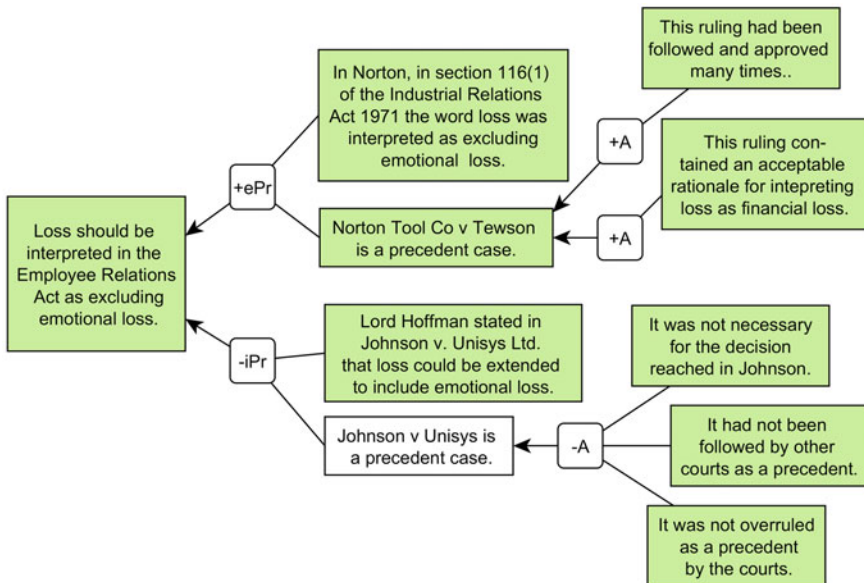 This ruling had been
followed and approved
many times..
In Norton, in section 116(1)
of the Industrial Relations
Act 1971 the word loss was
interpreted as excluding
emotional loss.
+A
This ruling con-
tained an acceptable
rationale for intepreting
loss as financial loss.
+ePr
Norton Tool Co v Tewson
is a precedent case.
+A
Loss should be
interpreted in the
Employee Relations
Act as excluding
emotional loss.
-iPr
Lord Hoffman stated in
Johnson v. Unisys Ltd.
that loss could be extended
to include emotional loss.
It was not necessary
for the decision
reached in Johnson.
Johnson v Unisys is
a precedent case.
-A
It had not been
followed by other
courts as a precedent.
It was not overruled
as a precedent
by the courts.